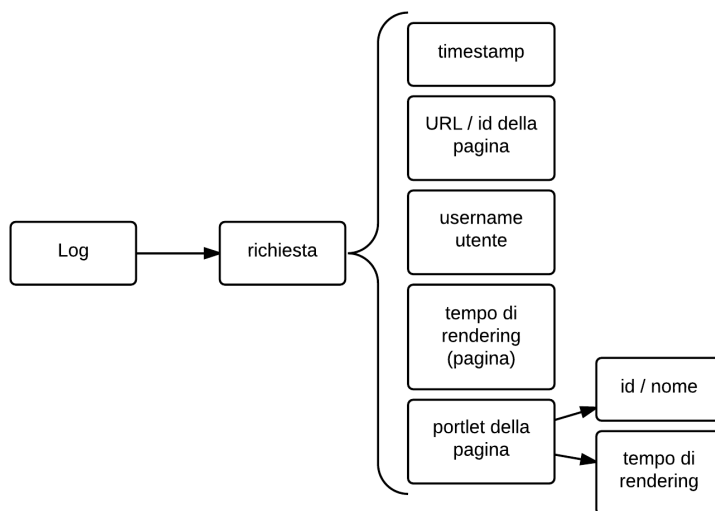 timestamp
URL / id della
pagina
username
utente
Log
richiesta
tempo di
rendering
(pagina)
portlet della
pagina
id / nome
tempo di
rendering